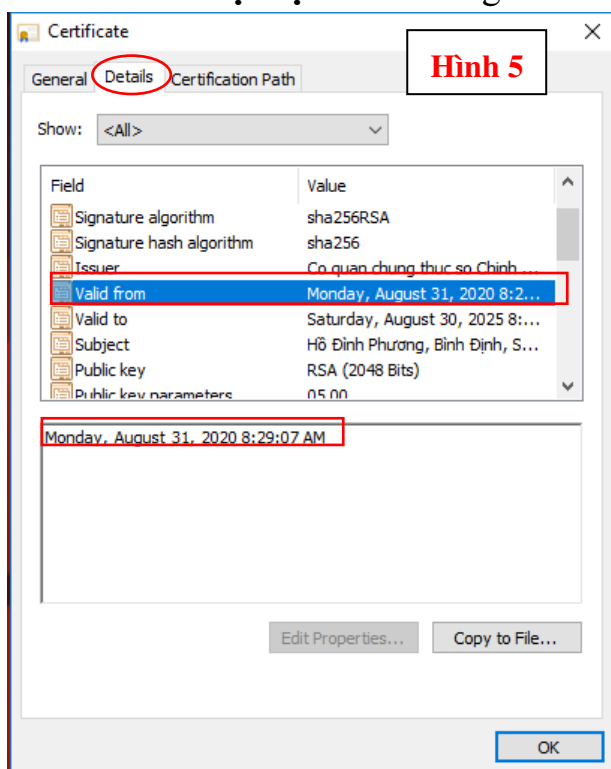 Certificate
Hình 5
General Details Certification Path
Show: <All>
Field Value
Signature algorithm sha256RSA
Signature hash algorithm sha256
Issuer Co quan chung thuc so Chinh ...
Valid from Monday, August 31, 2020 8:2...
Valid to Saturday, August 30, 2025 8:...
Subject Hồ Đình Phương, Bình Định, S...
Public key RSA (2048 Bits)
Public key parameters 05 00
Monday, August 31, 2020 8:29:07 AM
Edit Properties... Copy to File...
OK